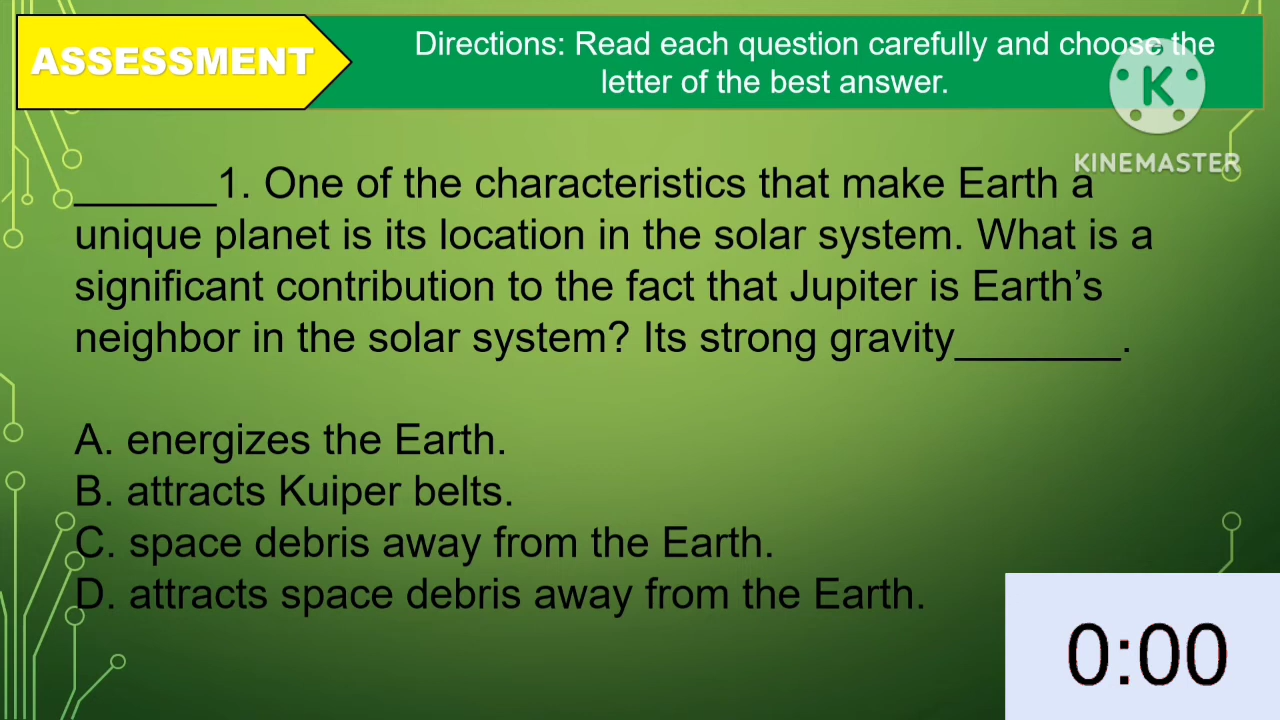 ASSESSMENT
Directions: Read each question carefully and choose the
letter of the best answer.
K
KINEMASTER
______1. One of the characteristics that make Earth a
unique planet is its location in the solar system. What is a
significant contribution to the fact that Jupiter is Earth’s
neighbor in the solar system? Its strong gravity_______.
A. energizes the Earth.
B. attracts Kuiper belts.
C. space debris away from the Earth.
D. attracts space debris away from the Earth.
0:00